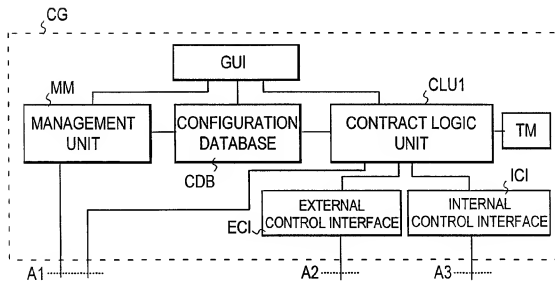 CG
GUI
MM
CLU1
MANAGEMENT
UNIT
CONFIGURATION
DATABASE
CONTRACT LOGIC
UNIT
TM
CDB
ICI
EXTERNAL
CONTROL INTERFACE
INTERNAL
CONTROL INTERFACE
ECI
A1
A2
A3